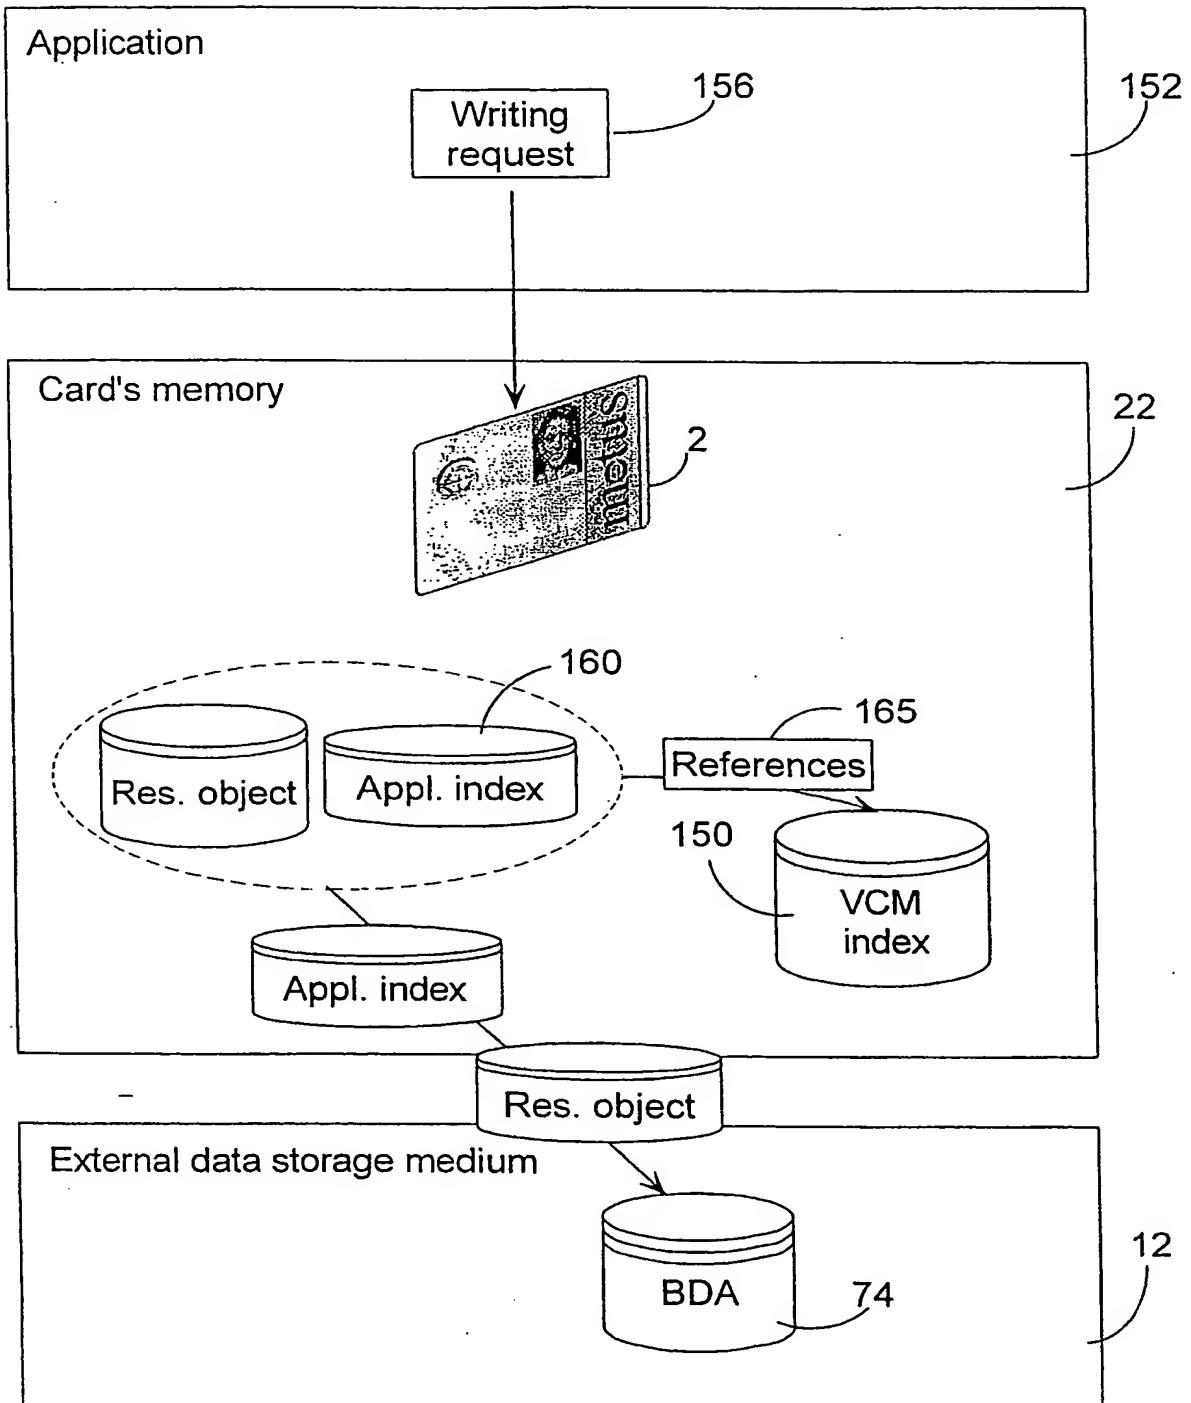 Application
156
152
Writing
request
Card's memory
22
2
metus
160
165
Res. object
Appl. index
References
150
VCM
index
Appl. index
Res. object
External data storage medium
12
BDA
74